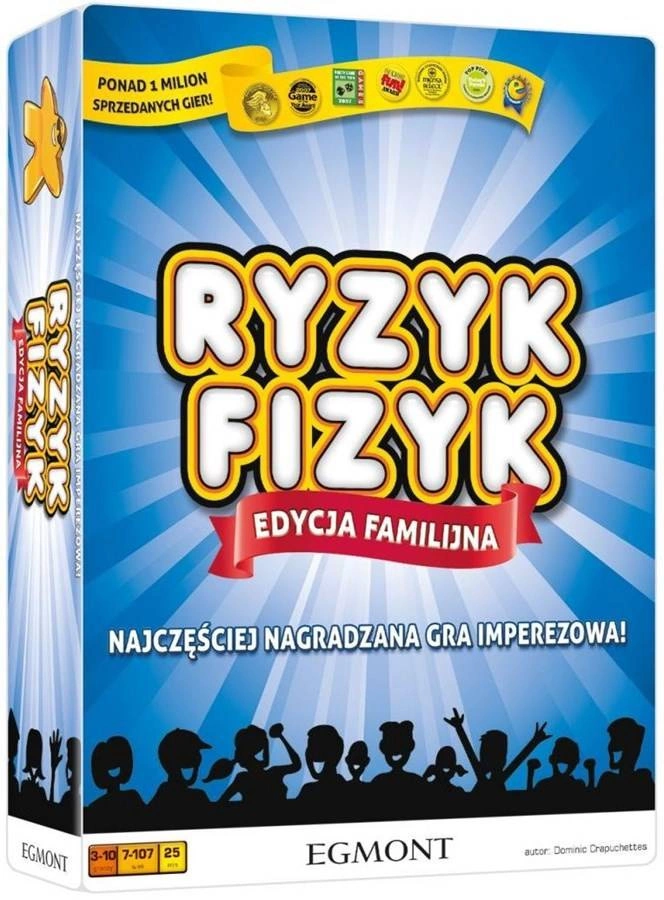 PONAD 1 MILION
SPRZEDANYCH GIER!
RYZYK
FIZYK
EDYCJA FAMILIJNA
NAJCZĘŚCIEJ NAGRADZANA GRA IMPEREZOWA!
3-10
7-107
25
EGMONT
autor: Dominic Crapuchettes
RYZYK
FIZYK
EDYCJA FAMILIJNA
NAJCZĘŚCIEJ NAGRADZANA GRA IMPREZOWA!
EGMONT